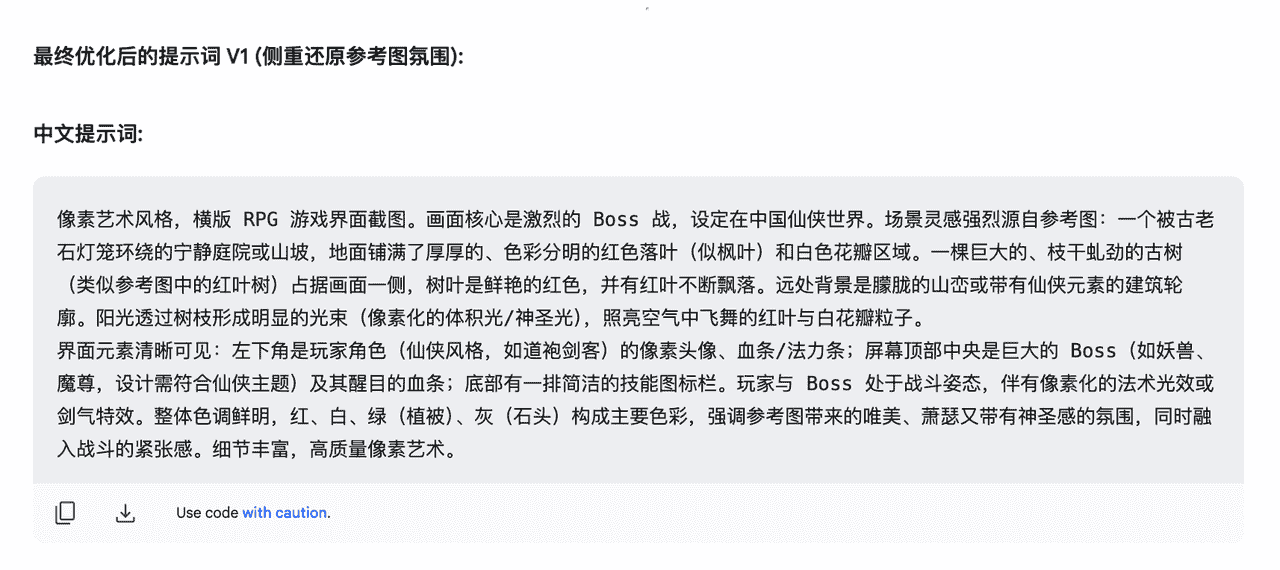 最终优化后的提示词 V1 (侧重还原参考图氛围):
中文提示词:
像素艺术风格，横版 RPG 游戏界面截图。画面核心是激烈的 Boss 战，设定在中国仙侠世界。场景灵感强烈源自参考图：一个被古老
石灯笼环绕的宁静庭院或山坡，地面铺满了厚厚的、色彩分明的红色落叶（似枫叶）和白色花瓣区域。一棵巨大的、枝干虬劲的古树
（类似参考图中的红叶树）占据画面一侧，树叶是鲜艳的红色，并有红叶不断飘落。远处背景是朦胧的山峦或带有仙侠元素的建筑轮
廓。阳光透过树枝形成明显的光束（像素化的体积光/神圣光），照亮空气中飞舞的红叶与白花瓣粒子。
界面元素清晰可见：左下角是玩家角色（仙侠风格，如道袍剑客）的像素头像、血条/法力条；屏幕顶部中央是巨大的 Boss（如妖兽、
魔尊，设计需符合仙侠主题）及其醒目的血条；底部有一排简洁的技能图标栏。玩家与 Boss 处于战斗姿态，伴有像素化的法术光效或
剑气特效。整体色调鲜明，红、白、绿（植被）、灰（石头）构成主要色彩，强调参考图带来的唯美、萧瑟又带有神圣感的氛围，同时融
入战斗的紧张感。细节丰富，高质量像素艺术。
Use code with caution.